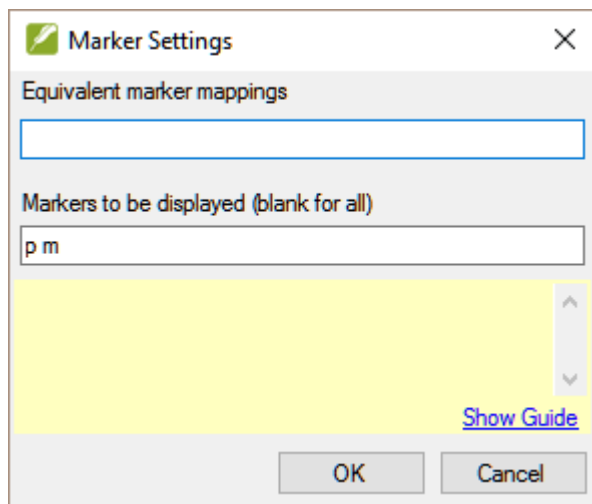 Marker Settings
Equivalent marker mappings
Markers to be displayed (blank for all)
p m
Show Guide
OK Cancel